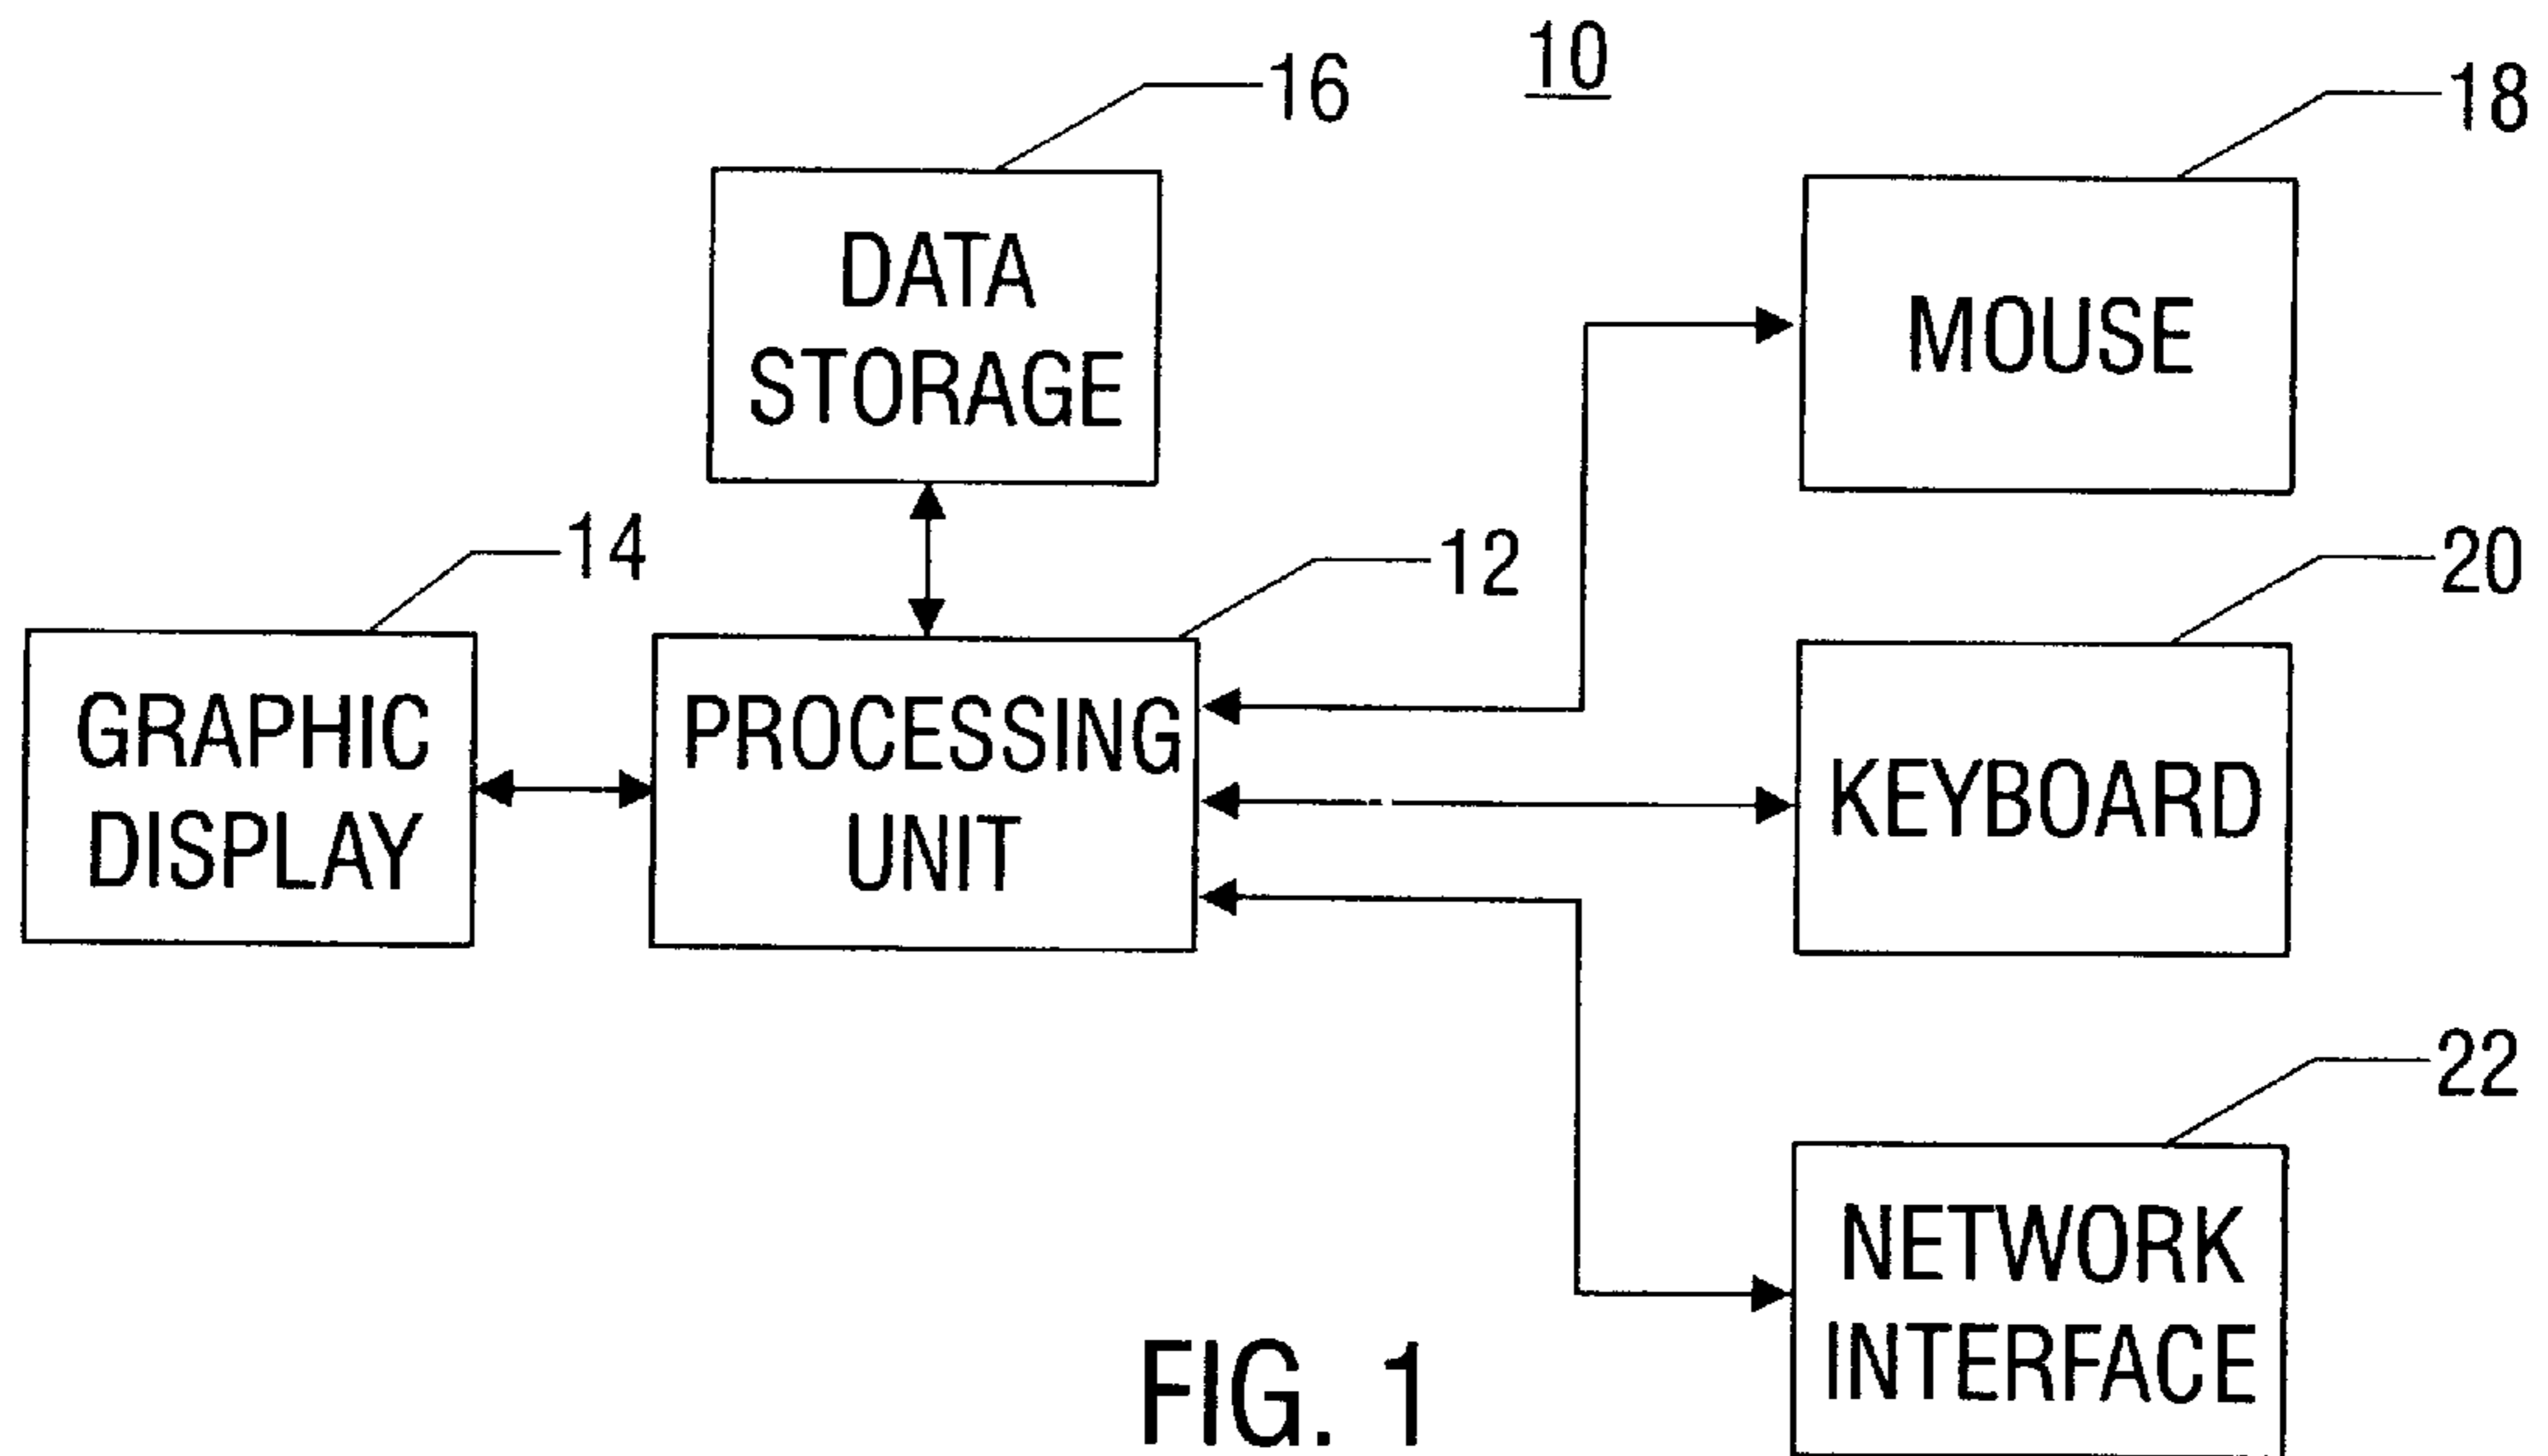 10
16
18
DATA
STORAGE
MOUSE
14
12
20
GRAPHIC
DISPLAY
PROCESSING
UNIT
KEYBOARD
22
NETWORK
INTERFACE
FIG. 1